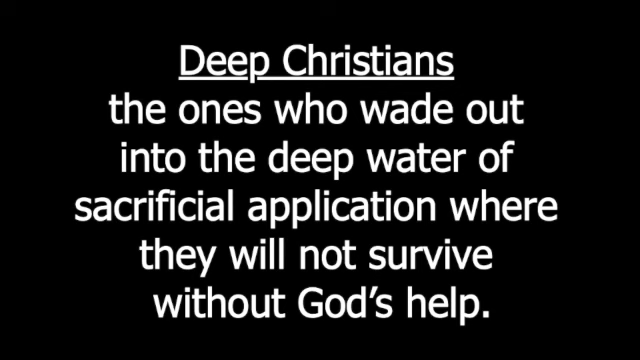 Deep Christians
the ones who wade out
into the deep water of
sacrificial application where
they will not survive
without God’s help.